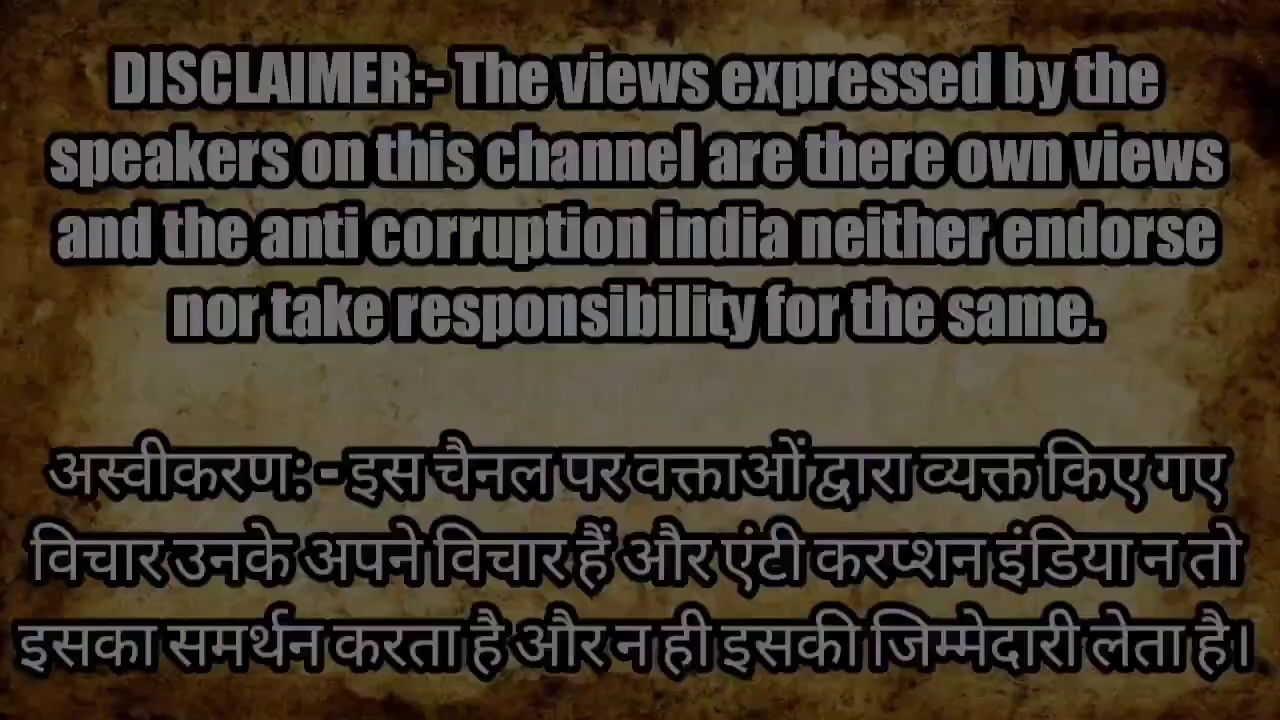 DISCLAIMER:- The views expressed by the
speakers on this channel are there own views
and the anti corruption india neither endorse
nor take responsibility for the same.
अस्वीकरण: - इस चैनल पर वक्ताओं द्वारा व्यक्त किए गए
विचार उनके अपने विचार हैं और एंटी करप्शन इंडिया न तो
इसका समर्थन करता है और न ही इसकी जिम्मेदारी लेता है।